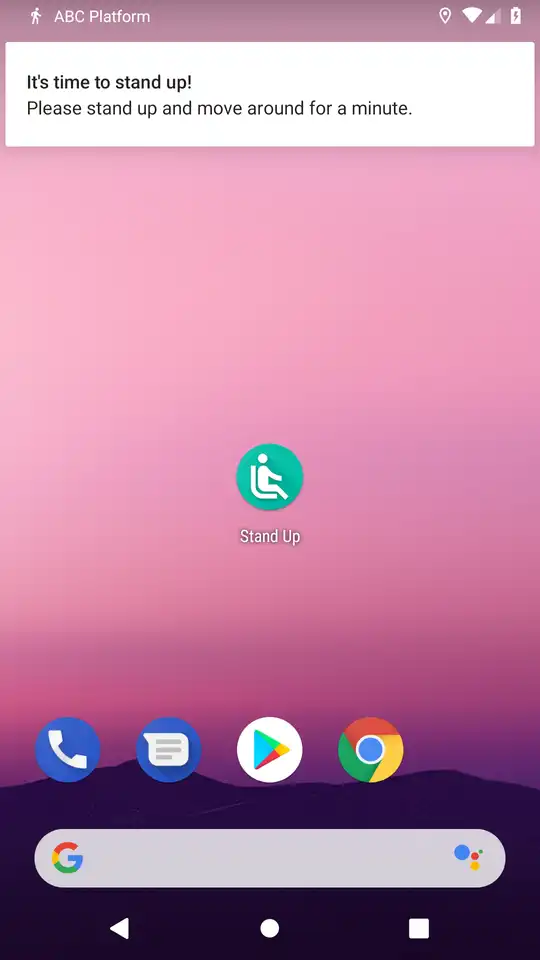 ABC Platform
It's time to stand up!
Please stand up and move around for a minute.
Stand Up